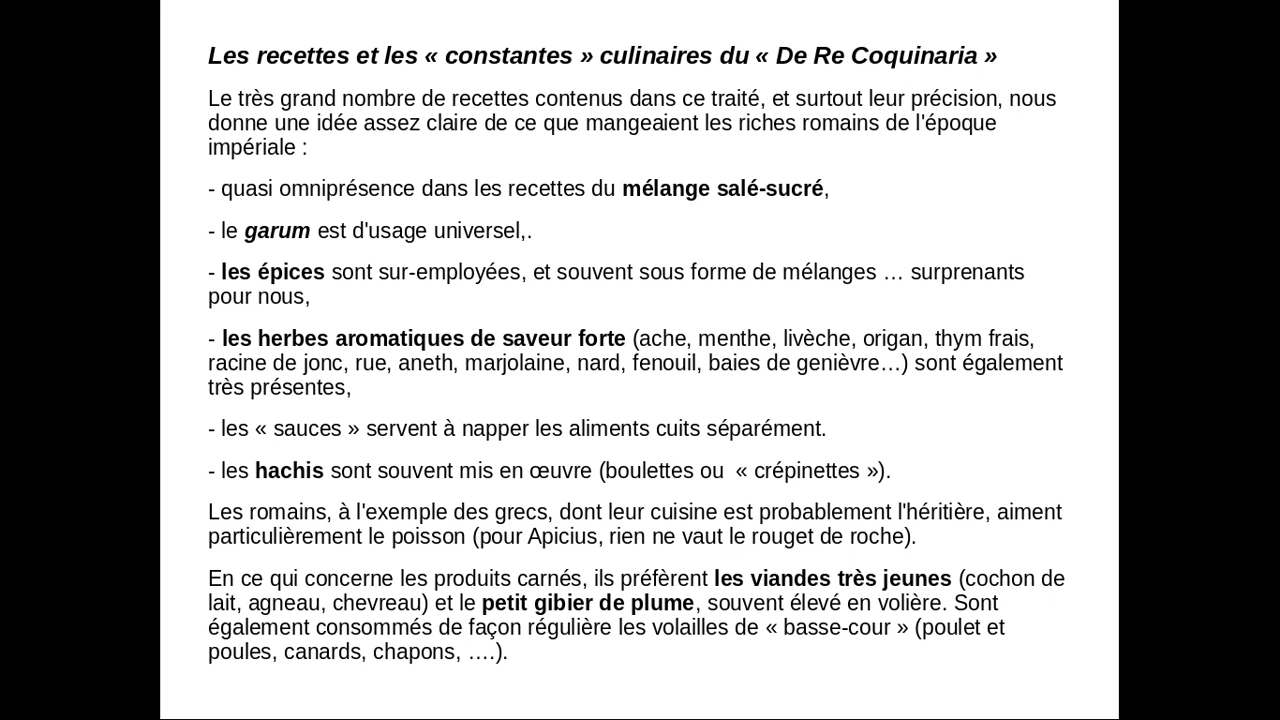 Les recettes et les « constantes » culinaires du « De Re Coquinaria »
Le très grand nombre de recettes contenus dans ce traité, et surtout leur précision, nous
donne une idée assez claire de ce que mangeaient les riches romains de l'époque
impériale :
- quasi omniprésence dans les recettes du mélange salé-sucré,
- le garum est d'usage universel,.
- les épices sont sur-employées, et souvent sous forme de mélanges … surprenants
pour nous,
- les herbes aromatiques de saveur forte (ache, menthe, livèche, origan, thym frais,
racine de jonc, rue, aneth, marjolaine, nard, fenouil, baies de genièvre…) sont également
très présentes,
- les « sauces » servent à napper les aliments cuits séparément.
- les hachis sont souvent mis en œuvre (boulettes ou  « crépinettes »).
Les romains, à l'exemple des grecs, dont leur cuisine est probablement l'héritière, aiment
particulièrement le poisson (pour Apicius, rien ne vaut le rouget de roche).
En ce qui concerne les produits carnés, ils préfèrent les viandes très jeunes (cochon de
lait, agneau, chevreau) et le petit gibier de plume, souvent élevé en volière. Sont
également consommés de façon régulière les volailles de « basse-cour » (poulet et
poules, canards, chapons, ….).